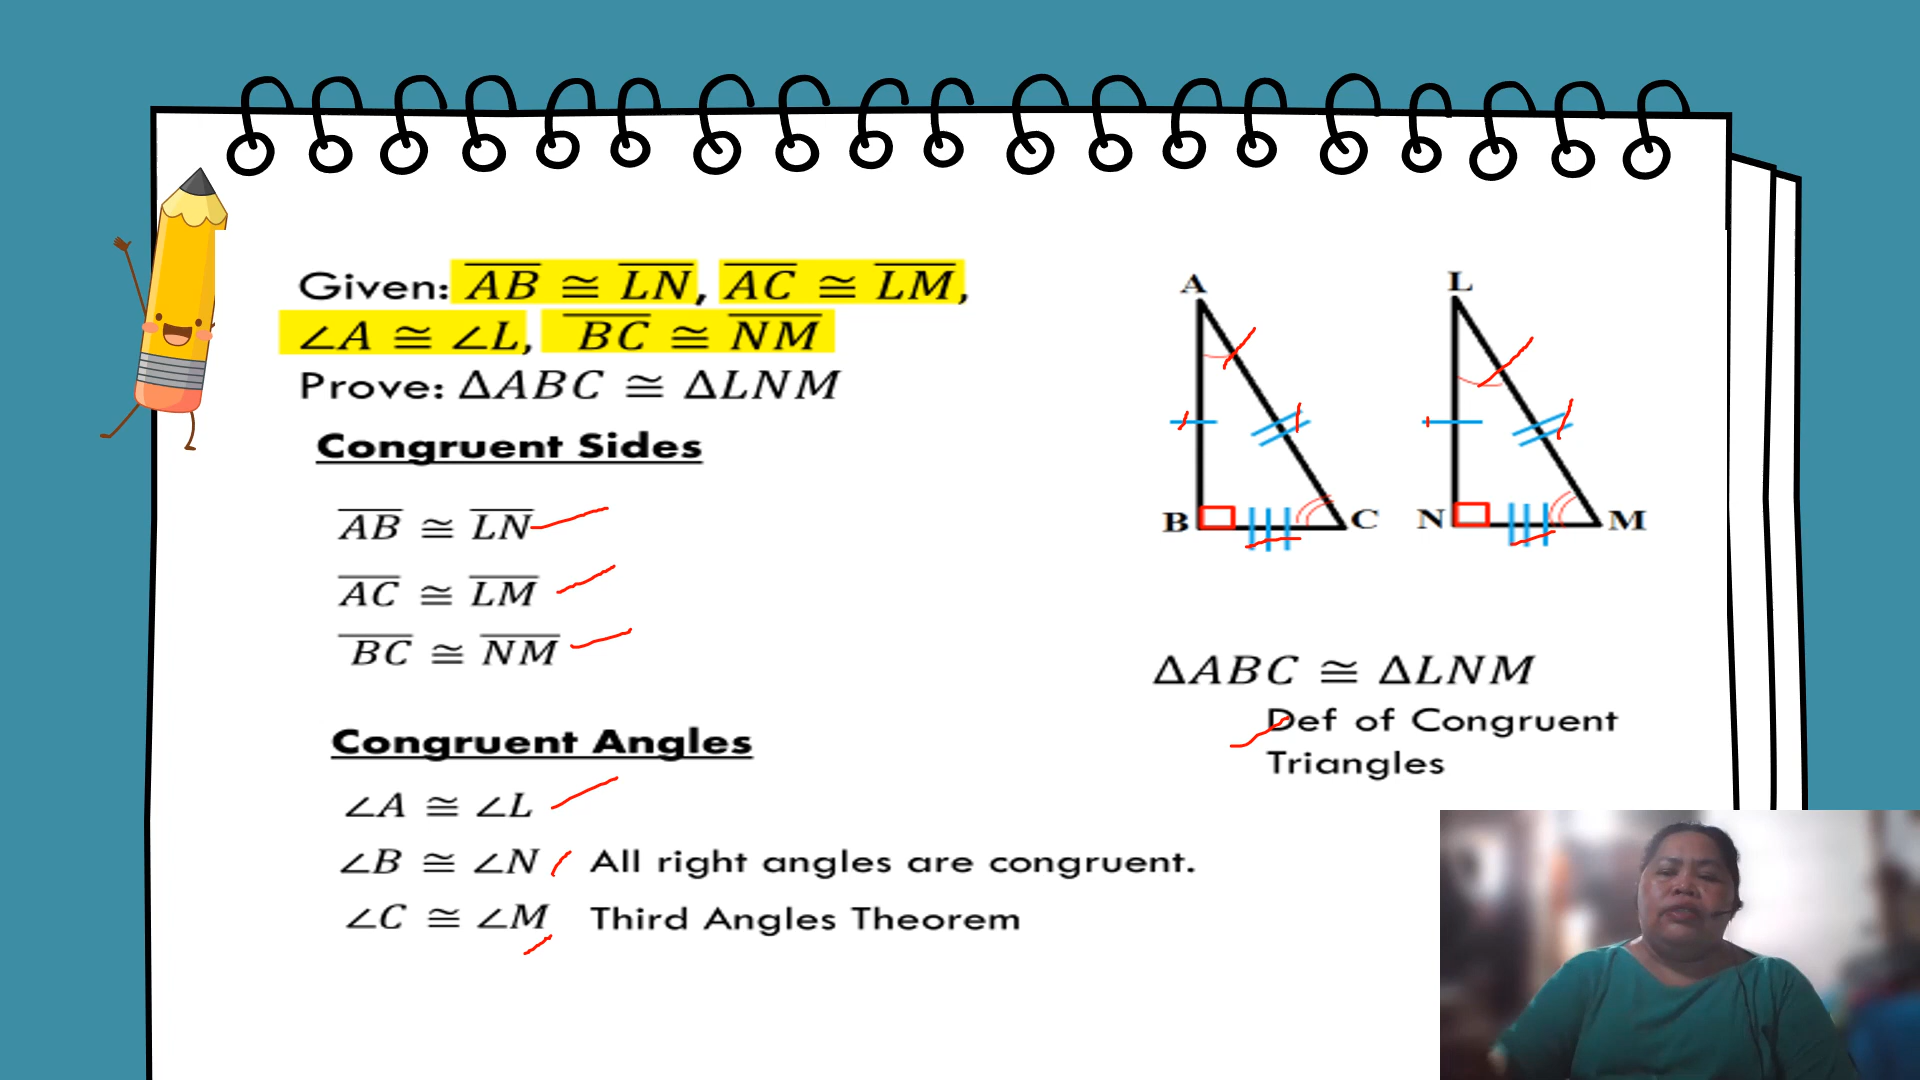 Given: AB ≅ LN, AC ≅ LM,
∠A ≅ ∠L, BC ≅ NM
Prove: ΔABC ≅ ΔLNM
Congruent Sides
AB ≅ LN
AC ≅ LM
BC ≅ NM
Congruent Angles
∠A ≅ ∠L
∠B ≅ ∠N All right angles are congruent.
∠C ≅ ∠M Third Angles Theorem
A L
B C N M
ΔABC ≅ ΔLNM
Def of Congruent
Triangles